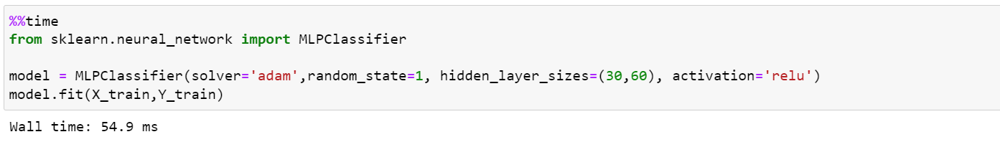 %%time
from sklearn.neural_network import MLPClassifier
model = MLPClassifier(solver='adam',random_state=1, hidden_layer_sizes=(30,60), activation='relu')
model.fit(X_train,Y_train)
Wall time: 54.9 ms